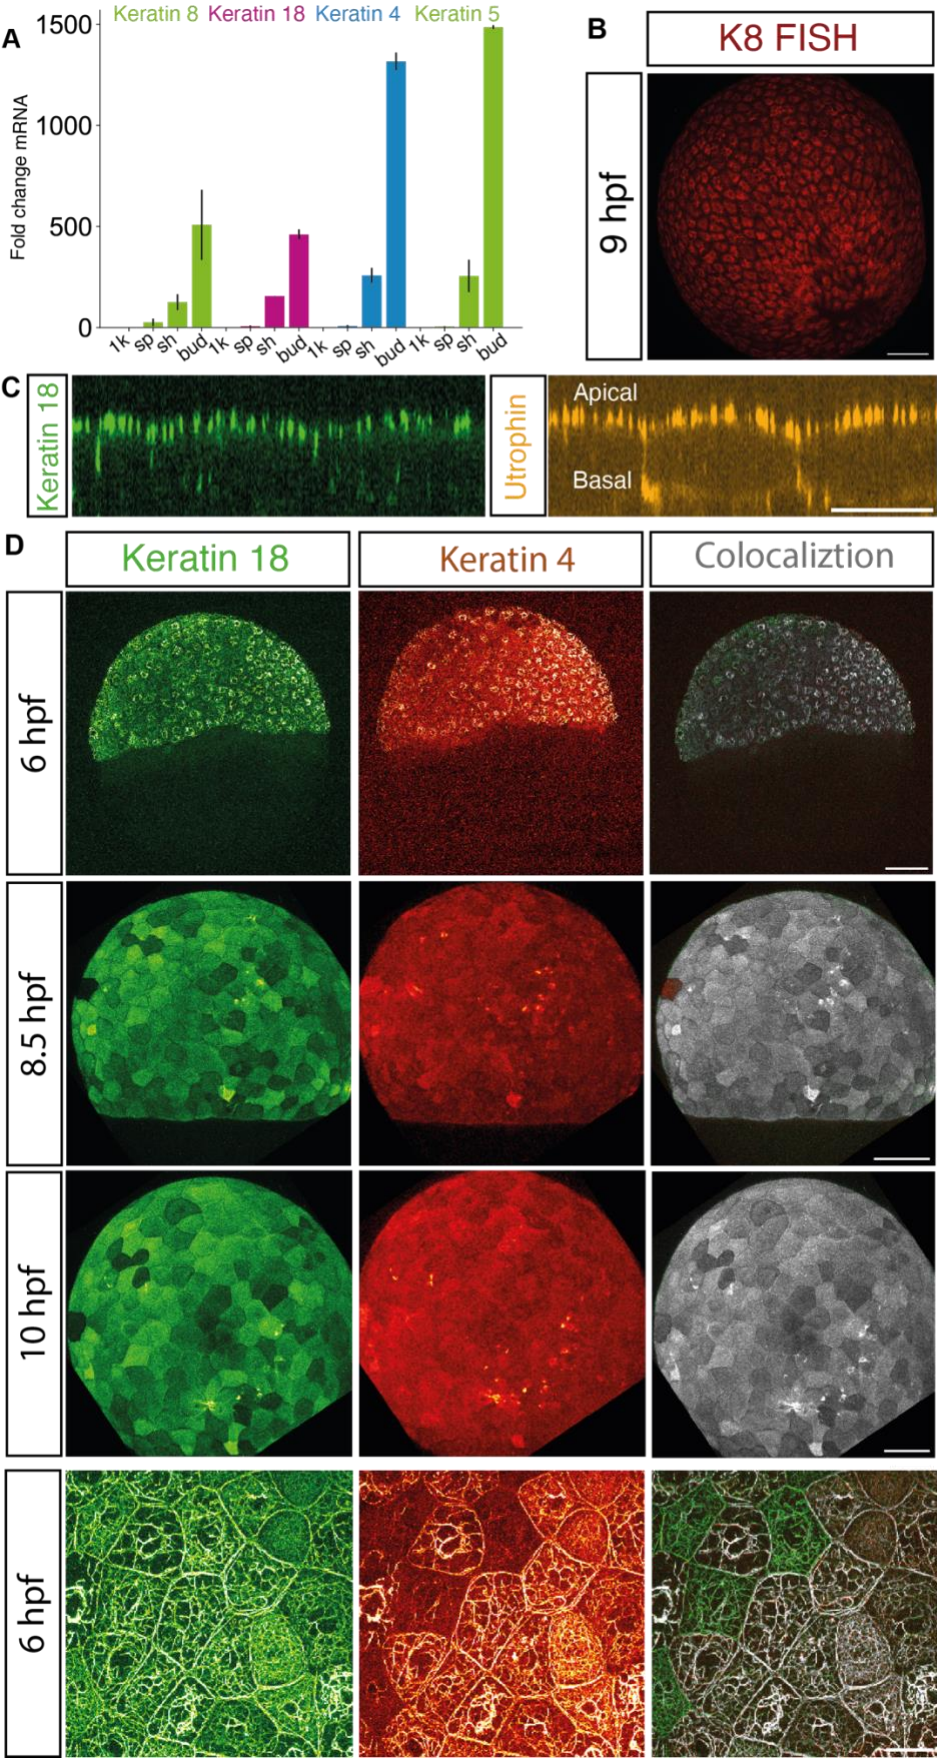 A
Keratin 8 Keratin 18 Keratin 4 Keratin 5
Fold change mRNA
1500
1000
500
0
1k sp sh bud 1k sp sh bud 1k sp sh bud 1k sp sh bud
B
K8 FISH
9 hpf
C
Keratin 18
Utrophin
Apical
Basal
D
Keratin 18 Keratin 4 Colocaliztion
6 hpf
8.5 hpf
10 hpf
6 hpf